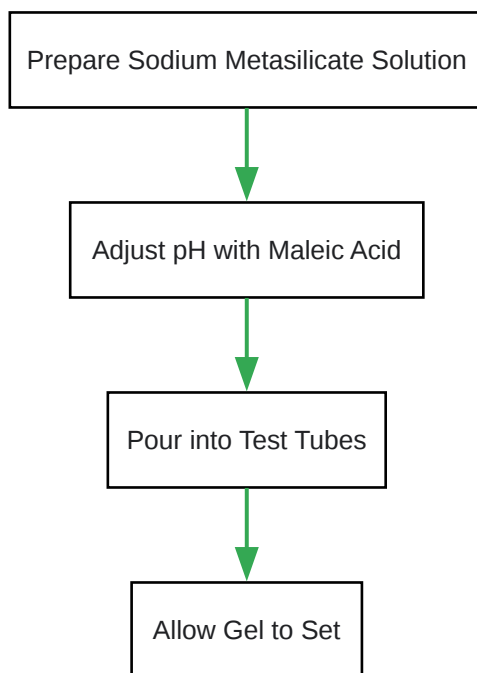 Prepare Sodium Metasilicate Solution
Adjust pH with Maleic Acid
Pour into Test Tubes
Allow Gel to Set